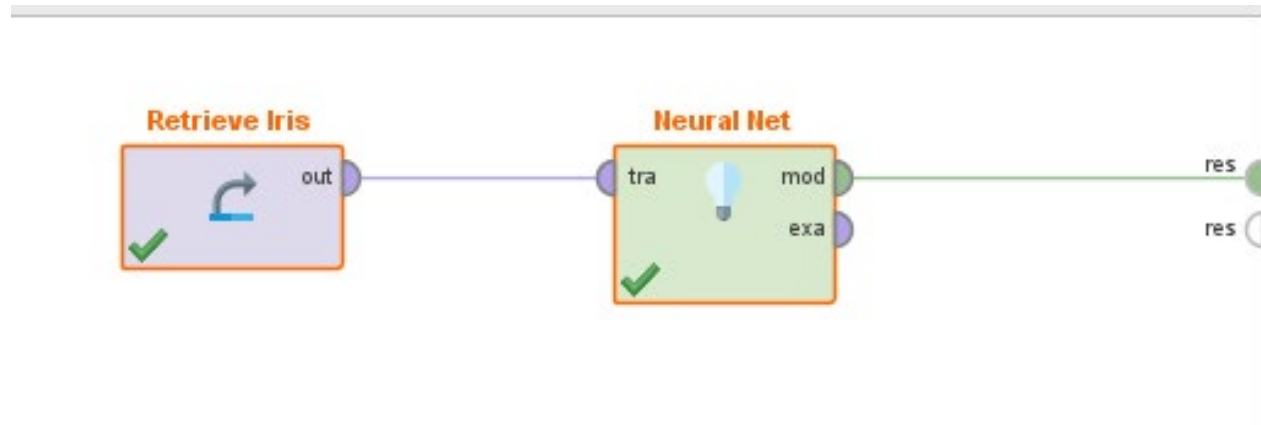 Retrieve Iris
out
Neural Net
tra
mod
exa
res
res